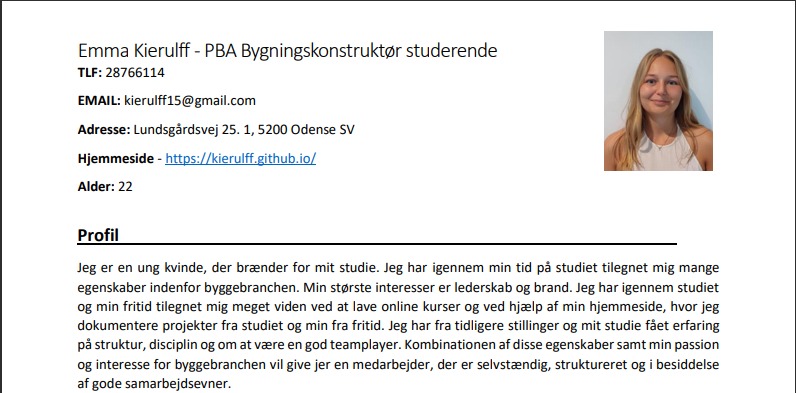 Emma Kierulff - PBA Bygningskonstruktør studerende
TLF: 28766114
EMAIL: kierulff15@gmail.com
Adresse: Lundsgårdsvej 25. 1, 5200 Odense SV
Hjemmeside - https://kierulff.github.io/
Alder: 22
Profil
Jeg er en ung kvinde, der brænder for mit studie. Jeg har igennem min tid på studiet tilegnet mig mange
egenskaber indenfor byggebranchen. Min største interesser er lederskab og brand. Jeg har igennem studiet
og min fritid tilegnet mig meget viden ved at lave online kurser og ved hjælp af min hjemmeside, hvor jeg
dokumentere projekter fra studiet og min fra fritid. Jeg har fra tidligere stillinger og mit studie fået erfaring
på struktur, disciplin og om at være en god teamplayer. Kombinationen af disse egenskaber samt min passion
og interesse for byggebranchen vil give jer en medarbejder, der er selvstændig, struktureret og i besiddelse
af gode samarbejdsevner.